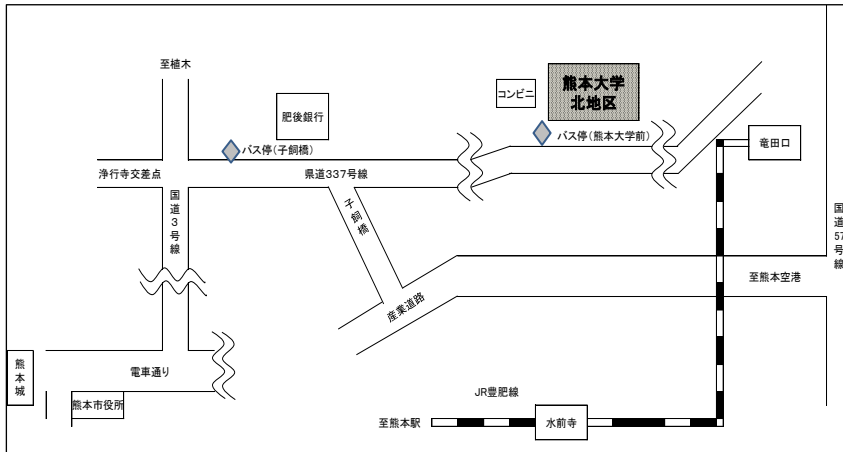 至植木
コンビニ
熊本大学
北地区
肥後銀行
バス停(子飼橋)
バス停(熊本大学前)
竜田口
浄行寺交差点
県道337号線
国道3号線
子飼橋
国道57号線
至熊本空港
産業道路
熊本城
電車通り
熊本市役所
JR豊肥線
至熊本駅
水前寺